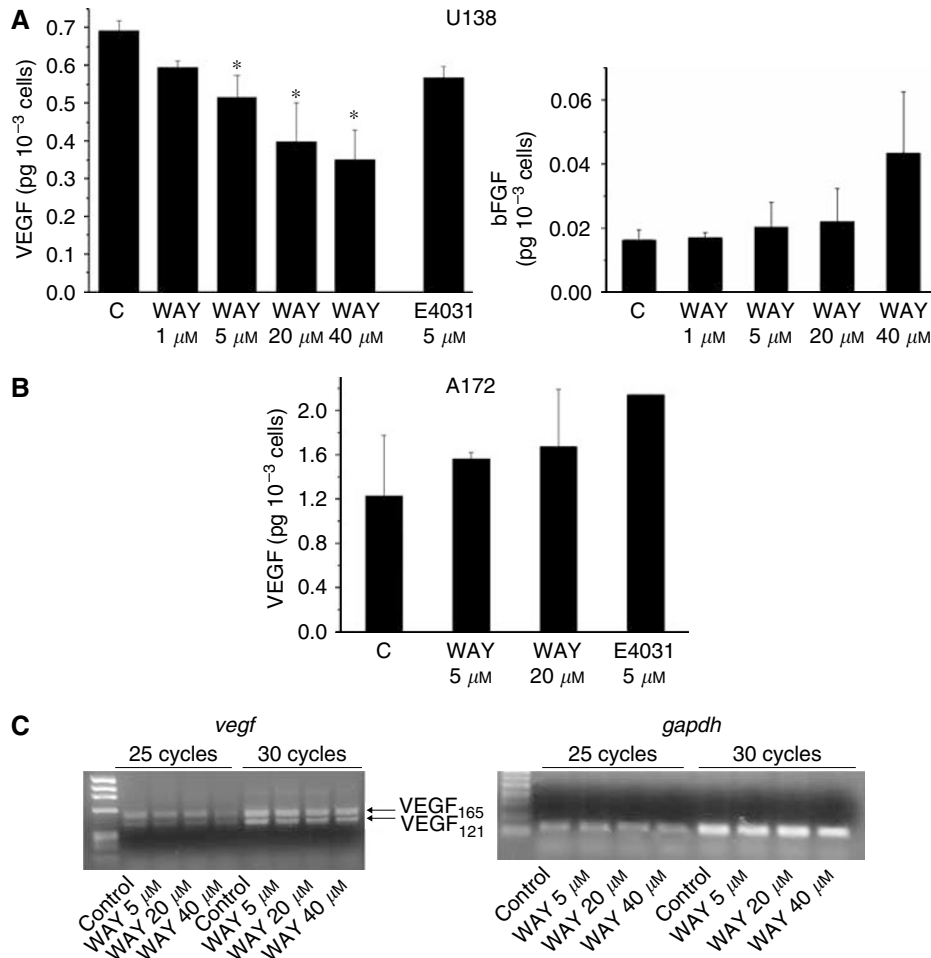 A
U138
0.7
0.6
0.5
0.4
0.3
0.2
0.1
0.0
VEGF (pg 10⁻³ cells)
* * *
C WAY WAY WAY WAY E4031
1 μM 5 μM 20 μM 40 μM 5 μM
0.06
0.04
0.02
0.00
bFGF
(pg 10⁻³ cells)
C WAY WAY WAY WAY
1 μM 5 μM 20 μM 40 μM
B
A172
2.0
1.6
1.2
0.8
0.4
0.0
VEGF (pg 10⁻³ cells)
C WAY WAY E4031
5 μM 20 μM 5 μM
C
vegf
25 cycles 30 cycles
VEGF₁₆₅
VEGF₁₂₁
Control
WAY 5 μM
WAY 20 μM
WAY 40 μM
Control
WAY 5 μM
WAY 20 μM
WAY 40 μM
gapdh
25 cycles 30 cycles
Control
WAY 5 μM
WAY 20 μM
WAY 40 μM
Control
WAY 5 μM
WAY 20 μM
WAY 40 μM